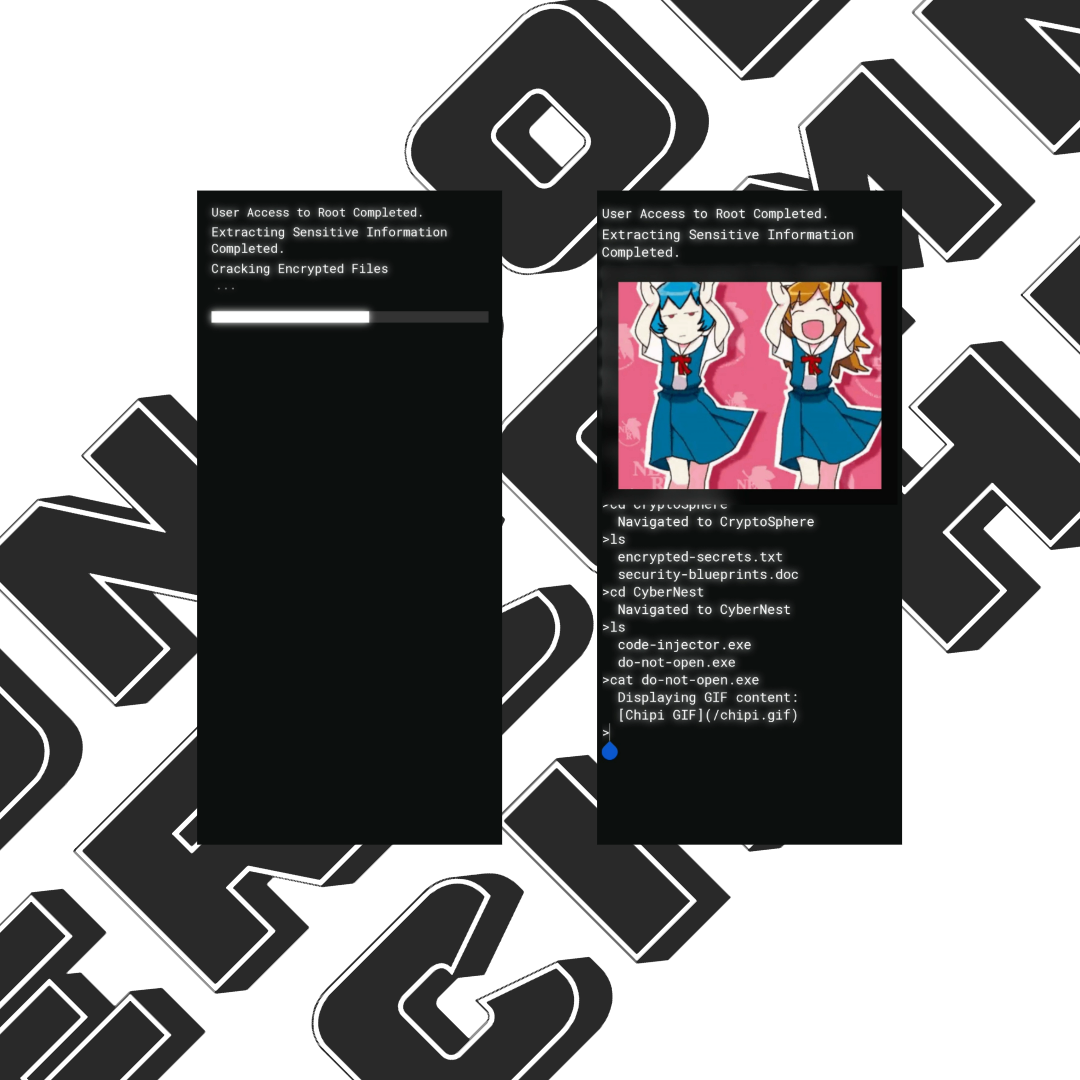 User Access to Root Completed.
Extracting Sensitive Information
Completed.
Cracking Encrypted Files
...
User Access to Root Completed.
Extracting Sensitive Information
Completed.
>cd CryptoSphere
Navigated to CryptoSphere
>ls
encrypted-secrets.txt
security-blueprints.doc
>cd CyberNest
Navigated to CyberNest
>ls
code-injector.exe
do-not-open.exe
>cat do-not-open.exe
Displaying GIF content:
[Chipi GIF](/chipi.gif)
>